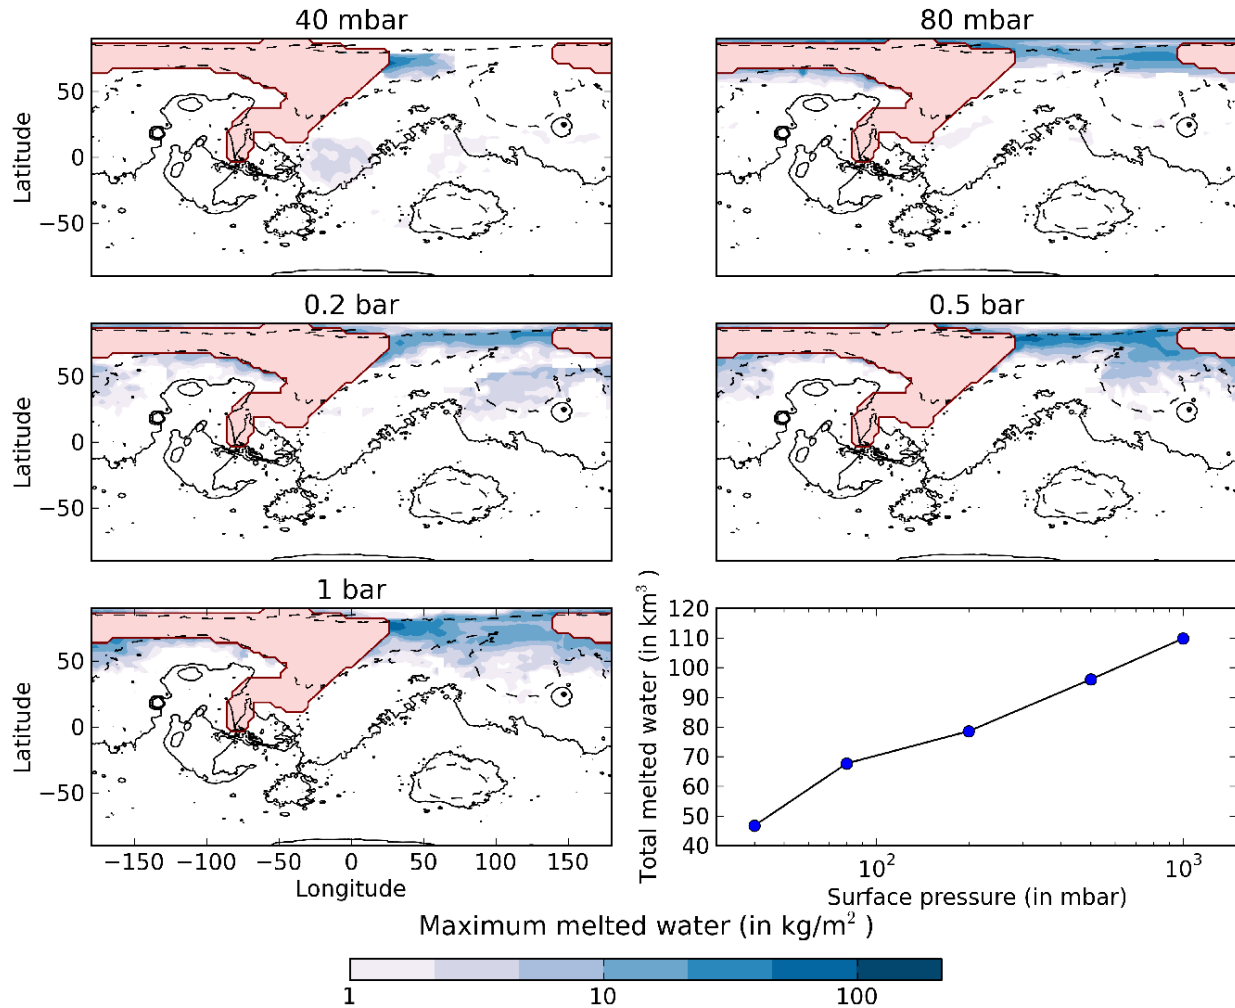 40 mbar
80 mbar
Latitude
50
0
−50
0.2 bar
0.5 bar
Latitude
50
0
−50
1 bar
Latitude
50
0
−50
−150 −100 −50 0 50 100 150
Longitude
Total melted water (in km³ )
120
110
100
90
80
70
60
50
40
10² 10³
Surface pressure (in mbar)
Maximum melted water (in kg/m² )
1 10 100